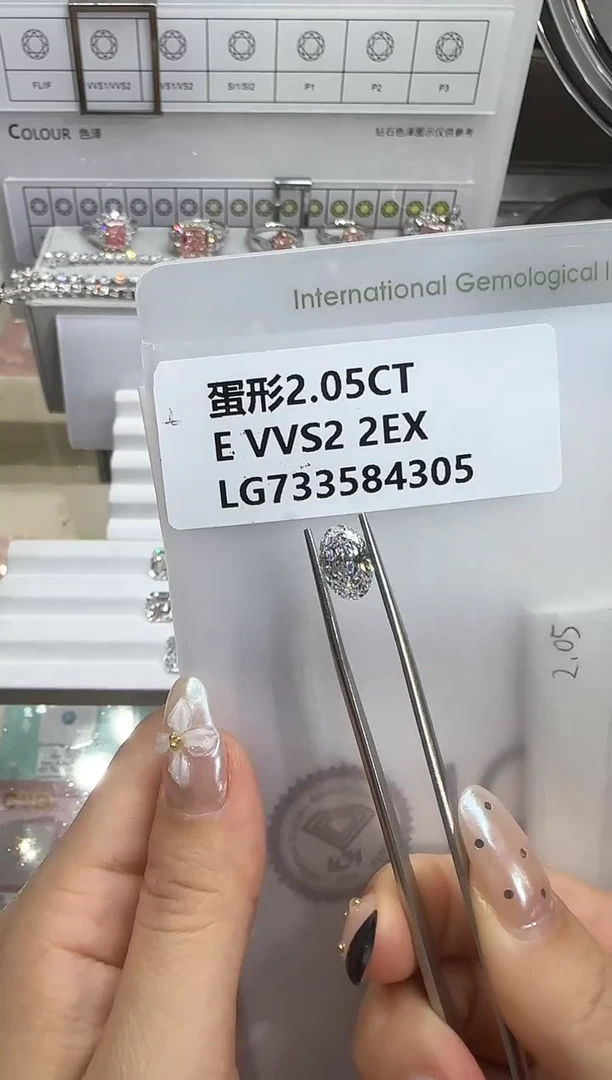 FL/IF VVS1/VVS2 VS1/VS2 SI1/SI2 P1 P2 P3
COLOUR 色泽 钻石色泽图示仅供参考
International Gemological I
蛋形2.05CT
E VVS2 2EX
LG733584305
2.05
IGI